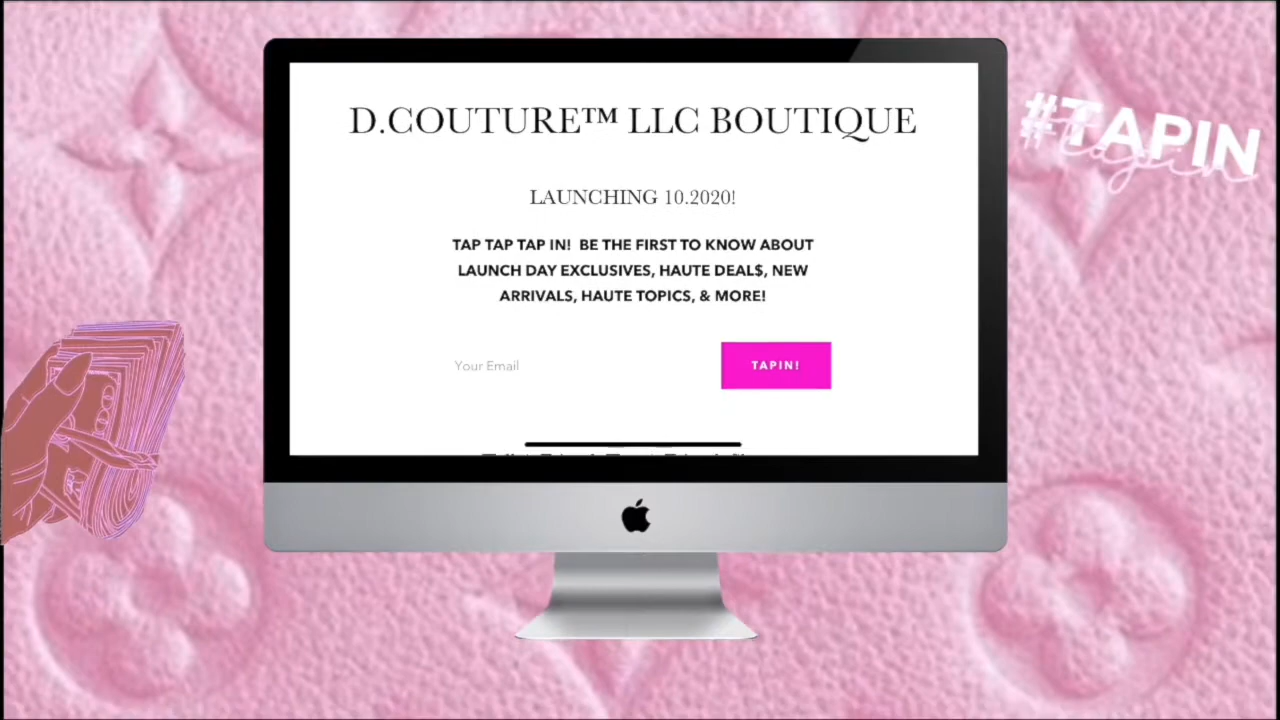 D.COUTURE™ LLC BOUTIQUE
#TAPIN
tapin
LAUNCHING 10.2020!
TAP TAP TAP IN! BE THE FIRST TO KNOW ABOUT
LAUNCH DAY EXCLUSIVES, HAUTE DEAL$, NEW
ARRIVALS, HAUTE TOPICS, & MORE!
Your Email
TAPIN!